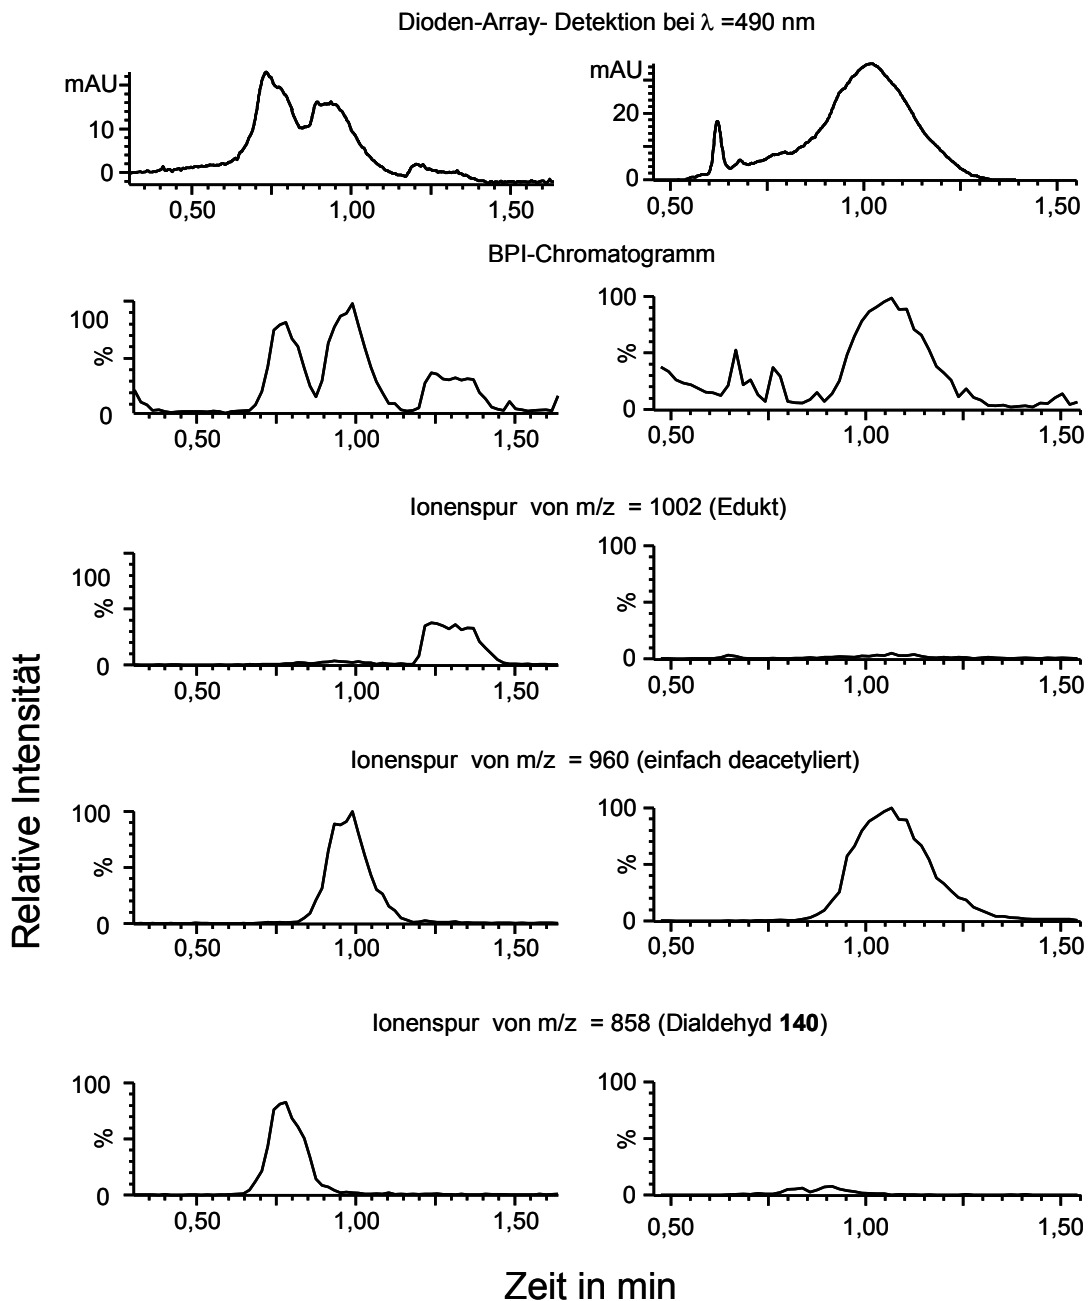 Dioden-Array- Detektion bei λ =490 nm
mAU
10
0
0,50 1,00 1,50
mAU
20
0
0,50 1,00 1,50
BPI-Chromatogramm
100
%
0
0,50 1,00 1,50
100
%
0
0,50 1,00 1,50
Ionenspur von m/z = 1002 (Edukt)
100
%
0
0,50 1,00 1,50
100
%
0
0,50 1,00 1,50
Ionenspur von m/z = 960 (einfach deacetyliert)
100
%
0
0,50 1,00 1,50
100
%
0
0,50 1,00 1,50
Ionenspur von m/z = 858 (Dialdehyd 140)
100
%
0
0,50 1,00 1,50
100
%
0
0,50 1,00 1,50
Relative Intensität
Zeit in min